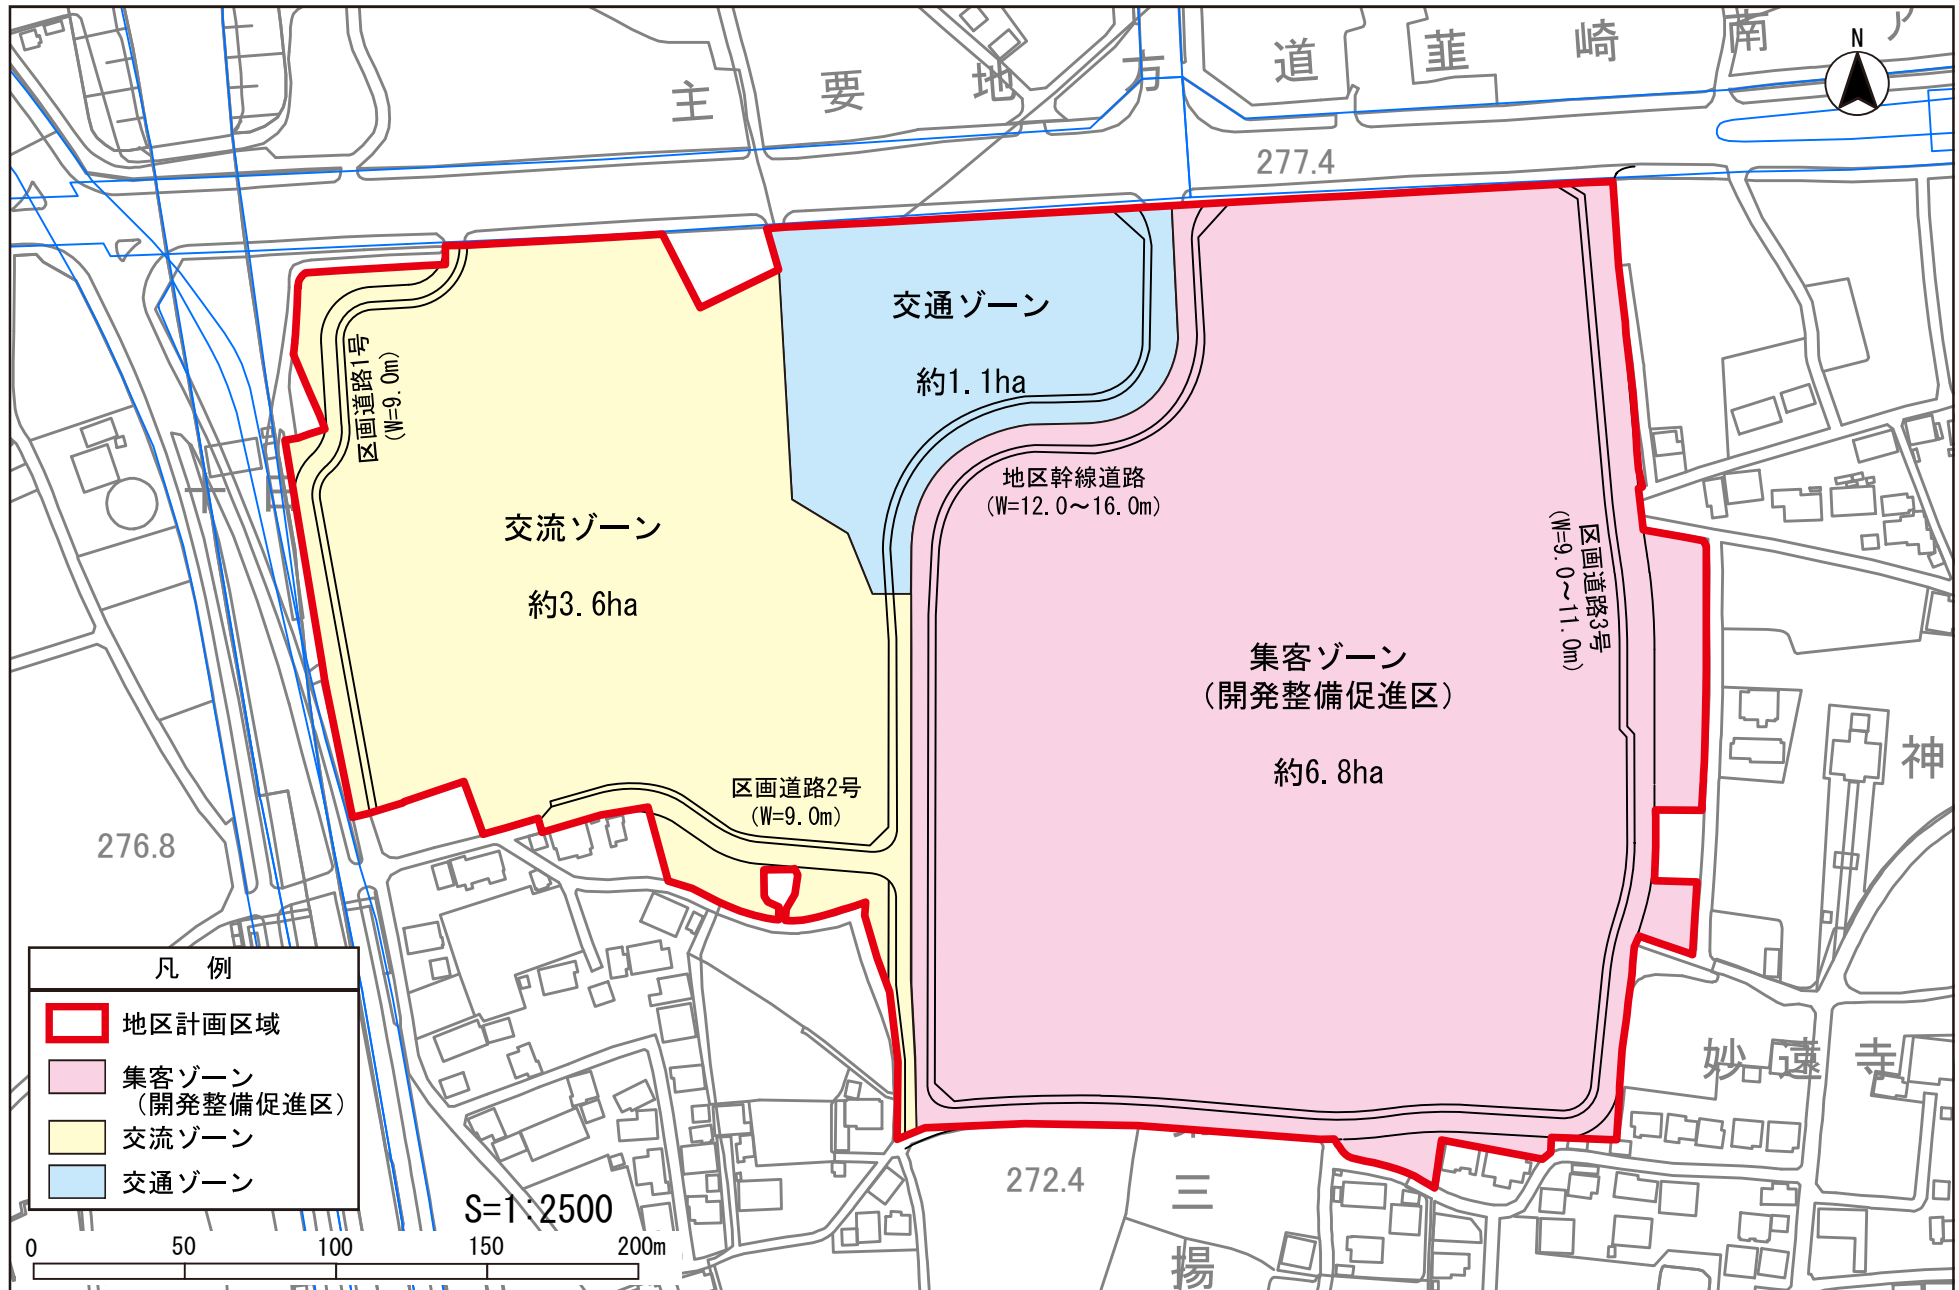 主要地方道韮崎南ア
N
277.4
交通ゾーン
約1.1ha
区画道路1号
(W=9.0m)
地区幹線道路
(W=12.0～16.0m)
交流ゾーン
約3.6ha
区画道路3号
(W=9.0～11.0m)
集客ゾーン
(開発整備促進区)
約6.8ha
区画道路2号
(W=9.0m)
神
276.8
妙遠寺
272.4
三
揚
凡 例
地区計画区域
集客ゾーン
(開発整備促進区)
交流ゾーン
交通ゾーン
S=1:2500
0 50 100 150 200m